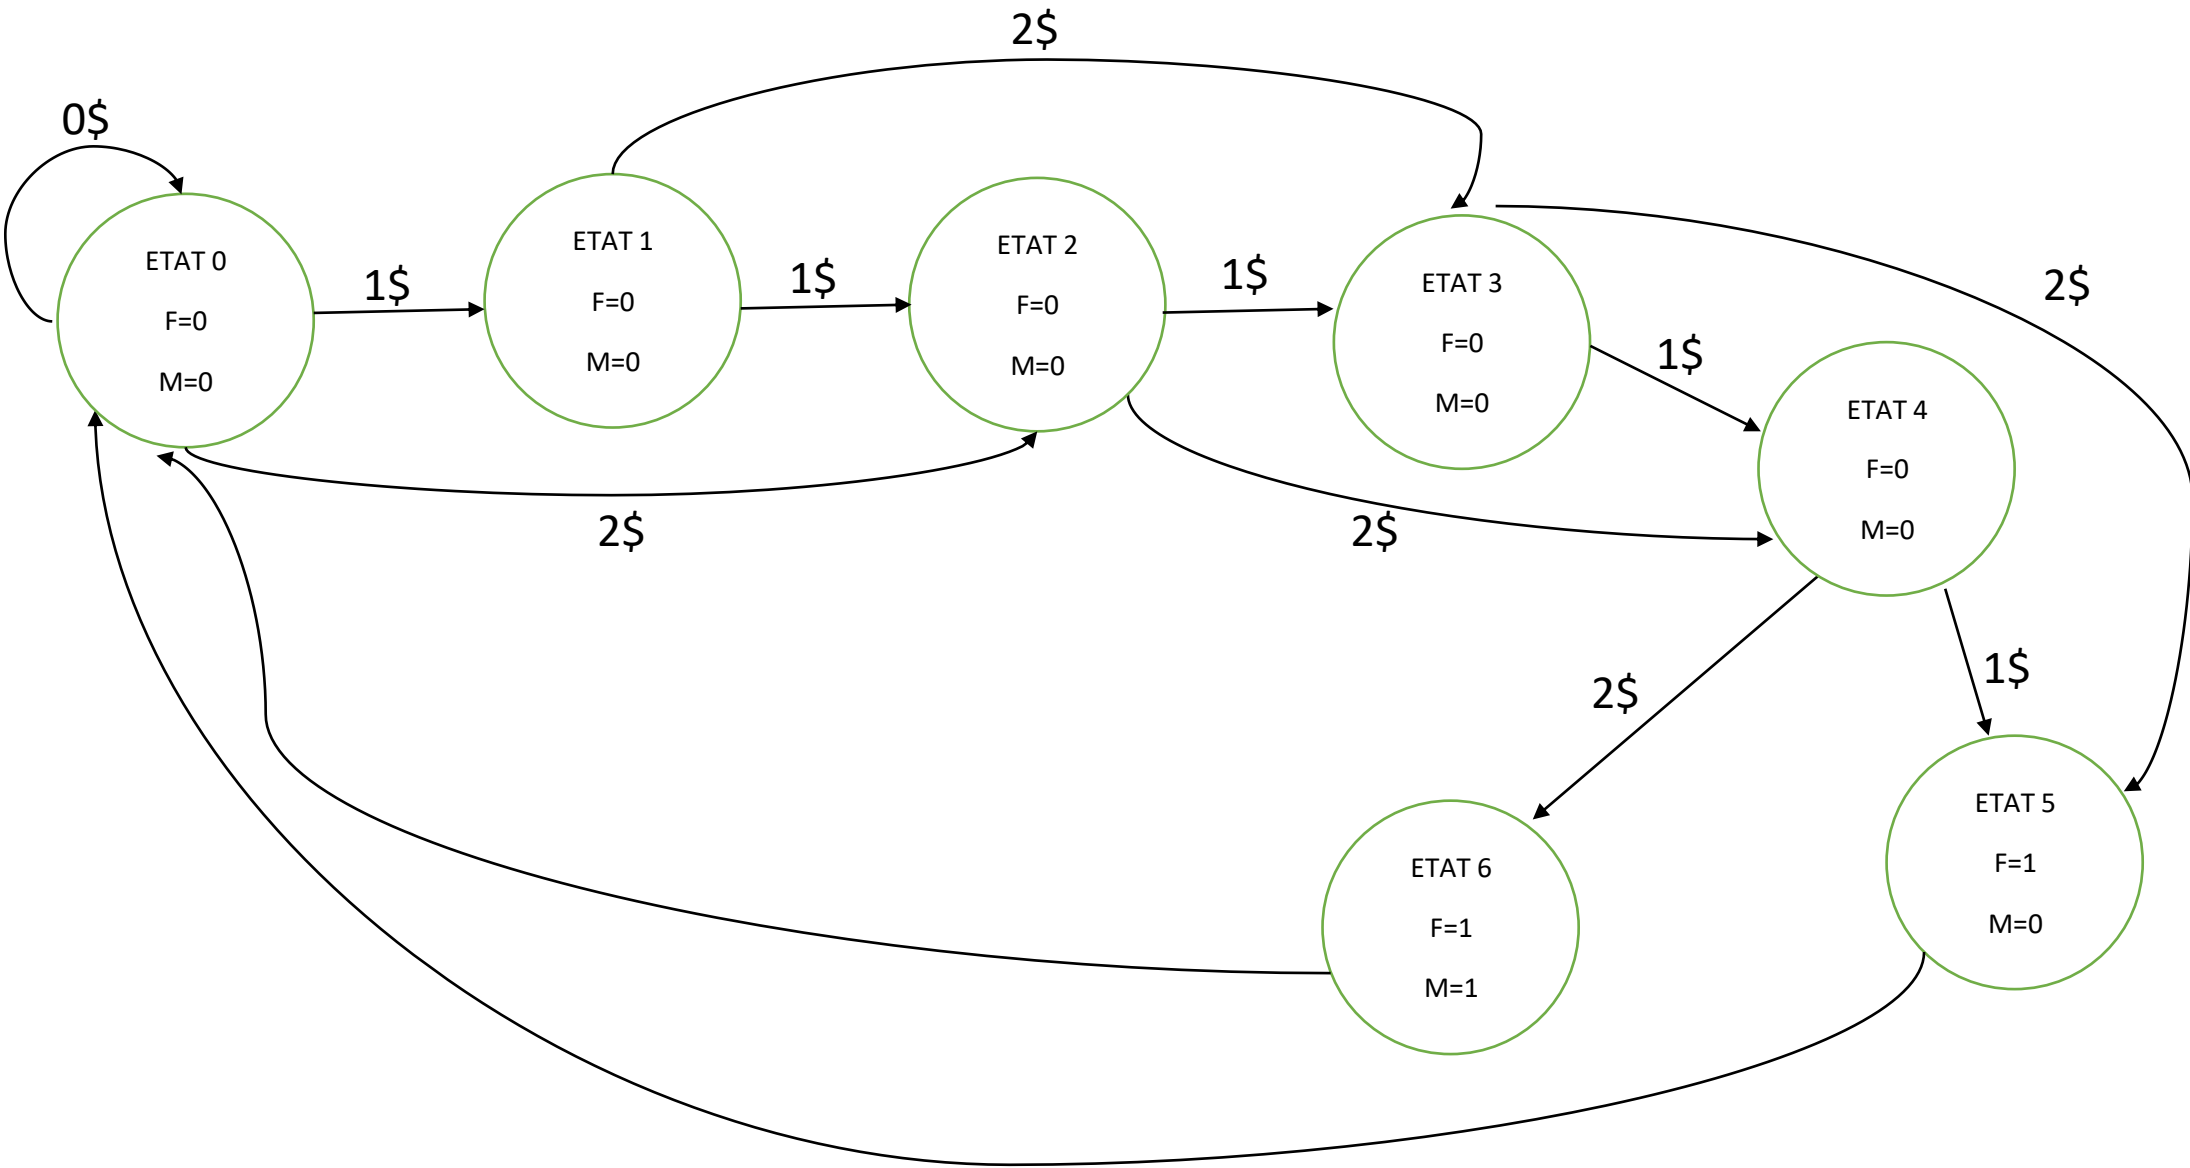 2$
0$
ETAT 0
F=0
M=0
1$
ETAT 1
F=0
M=0
1$
ETAT 2
F=0
M=0
1$
ETAT 3
F=0
M=0
2$
1$
ETAT 4
F=0
M=0
2$
2$
2$
1$
ETAT 6
F=1
M=1
ETAT 5
F=1
M=0